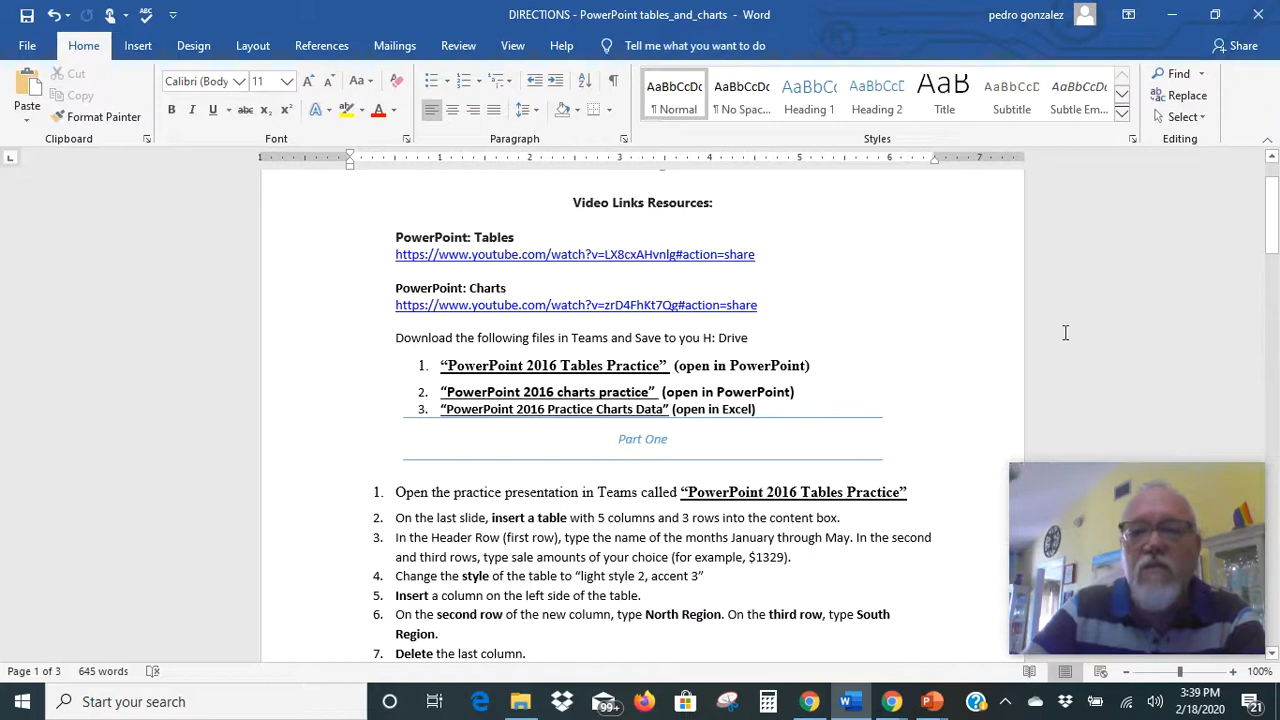 DIRECTIONS - PowerPoint tables_and_charts - Word
pedro gonzalez
File Home Insert Design Layout References Mailings Review View Help Tell me what you want to do Share
Paste
Cut
Copy
Format Painter
Clipboard
Calibri (Body 11
Font
Paragraph
AaBbCcDc AaBbCcDc AaBbCc AaBbCcD AaB AaBbCcD AaBbCcDc
¶ Normal ¶ No Spac... Heading 1 Heading 2 Title Subtitle Subtle Em...
Styles
Find
Replace
Select
Editing
Video Links Resources:
PowerPoint: Tables
https://www.youtube.com/watch?v=LX8cxAHvnlg#action=share
PowerPoint: Charts
https://www.youtube.com/watch?v=zrD4FhKt7Qg#action=share
Download the following files in Teams and Save to you H: Drive
1. “PowerPoint 2016 Tables Practice” (open in PowerPoint)
2. “PowerPoint 2016 charts practice” (open in PowerPoint)
3. “PowerPoint 2016 Practice Charts Data” (open in Excel)
Part One
1. Open the practice presentation in Teams called “PowerPoint 2016 Tables Practice”
2. On the last slide, insert a table with 5 columns and 3 rows into the content box.
3. In the Header Row (first row), type the name of the months January through May. In the second
and third rows, type sale amounts of your choice (for example, $1329).
4. Change the style of the table to “light style 2, accent 3”
5. Insert a column on the left side of the table.
6. On the second row of the new column, type North Region. On the third row, type South
Region.
7. Delete the last column.
Page 1 of 3 645 words
100%
Start your search
99+
3:39 PM
2/18/2020
21